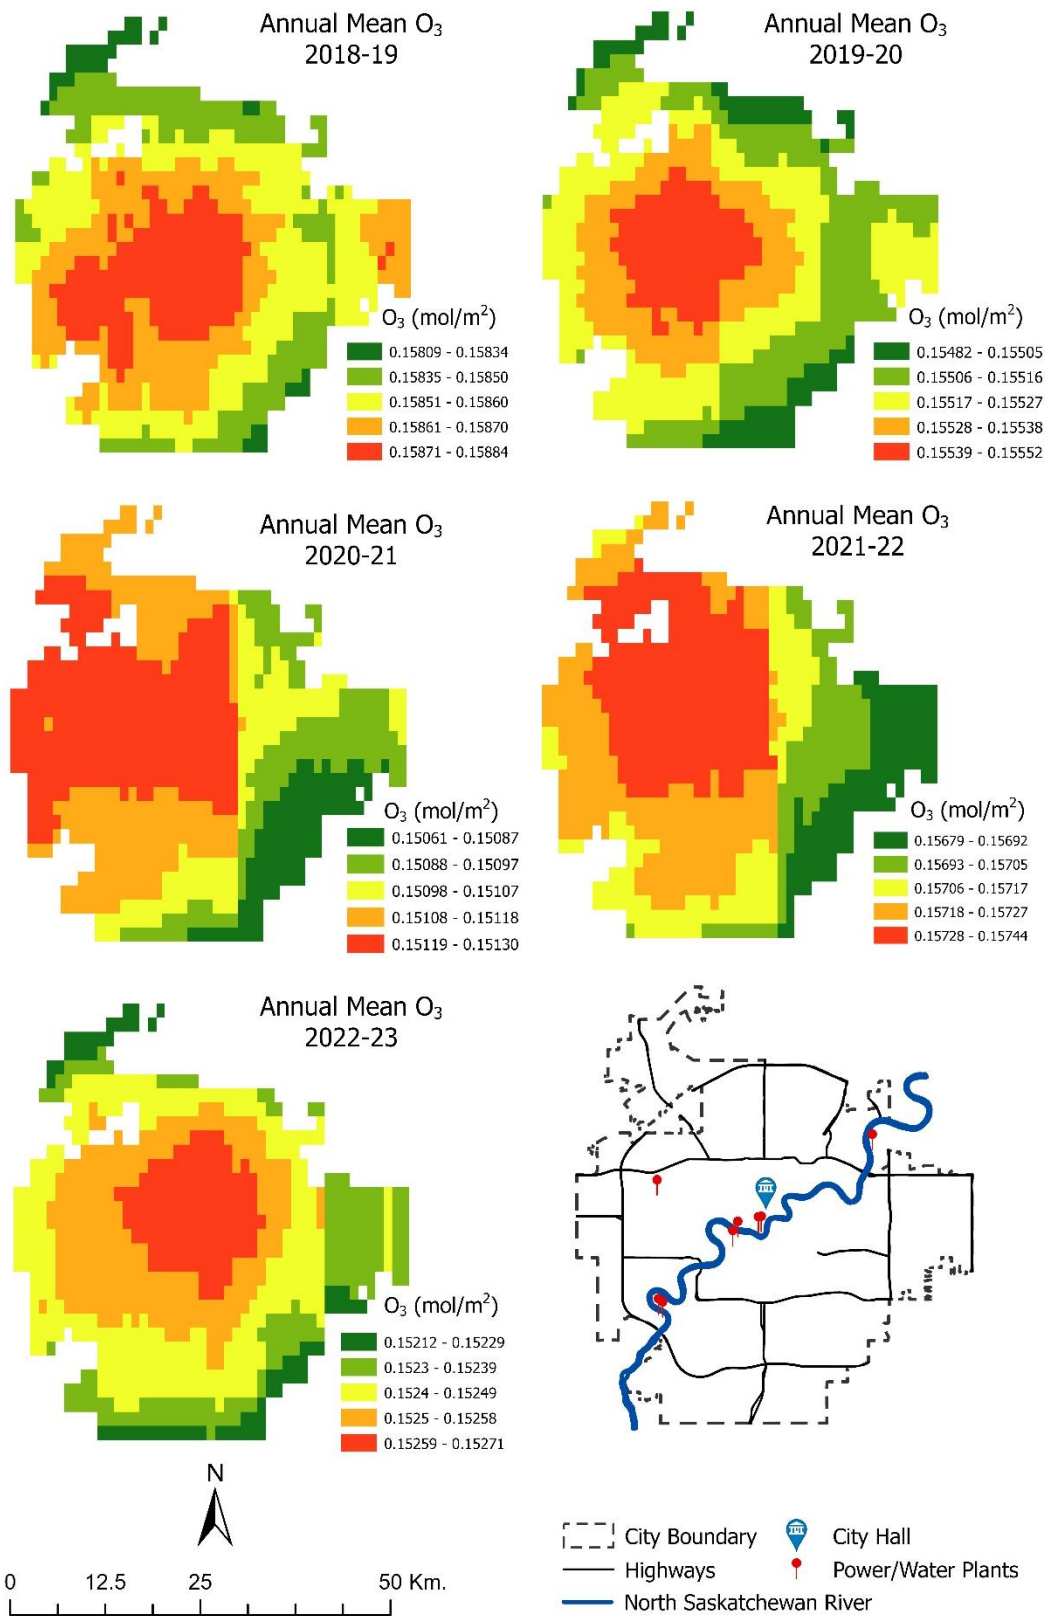 Annual Mean O₃
2018-19
O₃ (mol/m²)
0.15809 - 0.15834
0.15835 - 0.15850
0.15851 - 0.15860
0.15861 - 0.15870
0.15871 - 0.15884
Annual Mean O₃
2019-20
O₃ (mol/m²)
0.15482 - 0.15505
0.15506 - 0.15516
0.15517 - 0.15527
0.15528 - 0.15538
0.15539 - 0.15552
Annual Mean O₃
2020-21
O₃ (mol/m²)
0.15061 - 0.15087
0.15088 - 0.15097
0.15098 - 0.15107
0.15108 - 0.15118
0.15119 - 0.15130
Annual Mean O₃
2021-22
O₃ (mol/m²)
0.15679 - 0.15692
0.15693 - 0.15705
0.15706 - 0.15717
0.15718 - 0.15727
0.15728 - 0.15744
Annual Mean O₃
2022-23
O₃ (mol/m²)
0.15212 - 0.15229
0.1523 - 0.15239
0.1524 - 0.15249
0.1525 - 0.15258
0.15259 - 0.15271
N
0 12.5 25 50 Km.
City Boundary
City Hall
Highways
Power/Water Plants
North Saskatchewan River